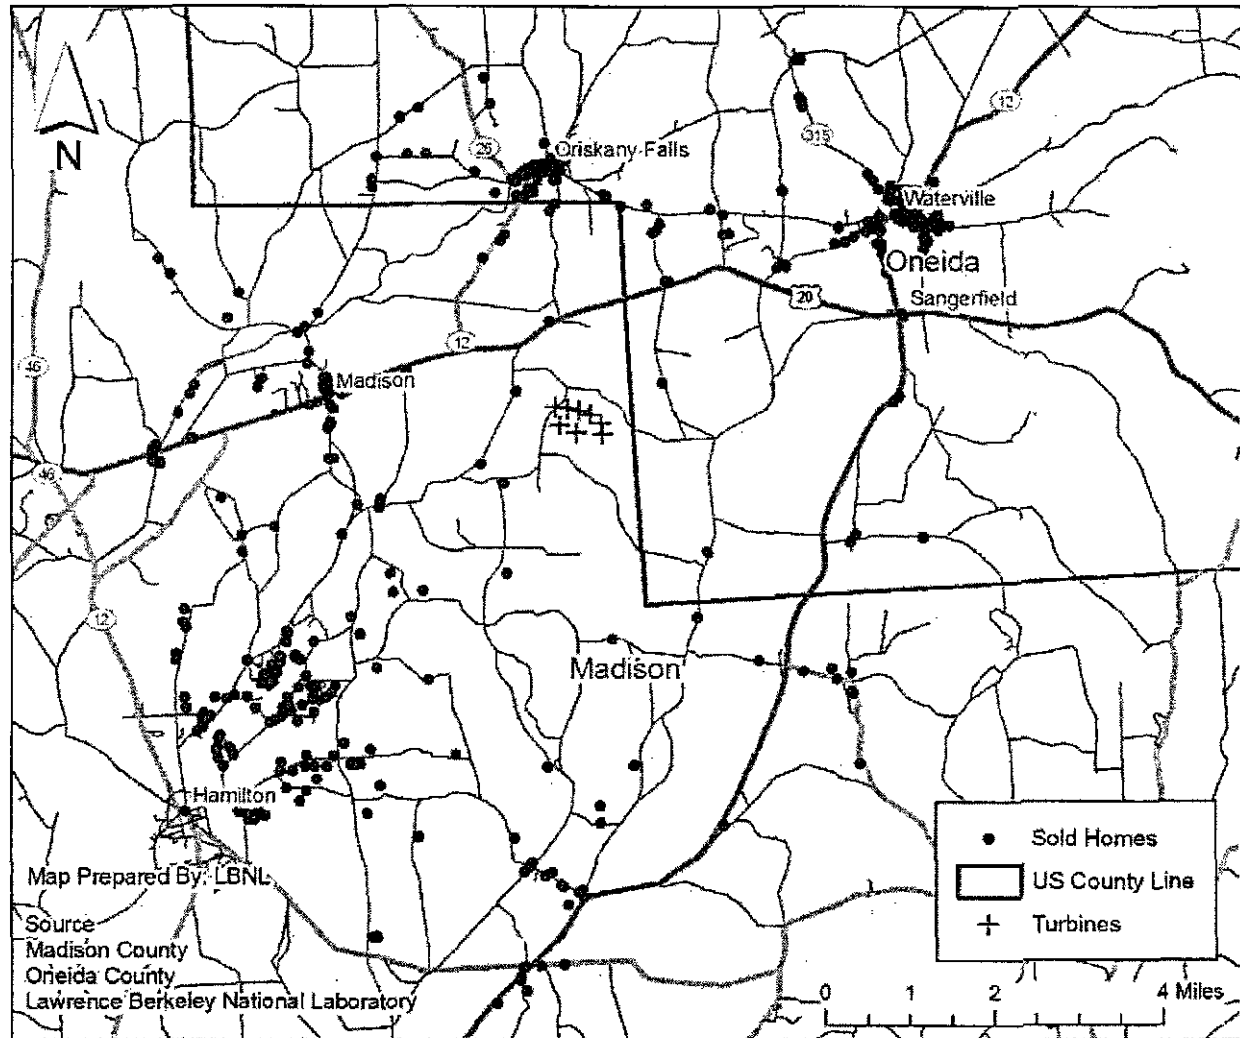 12
315
26
Oriskany Falls
N
Waterville
Oneida
20
Sangerfield
12
46
Madison
46
12
Madison
Hamilton
Sold Homes
US County Line
Turbines
Map Prepared By: LBNL
Source
Madison County
Oneida County
Lawrence Berkeley National Laboratory
0 1 2 4 Miles